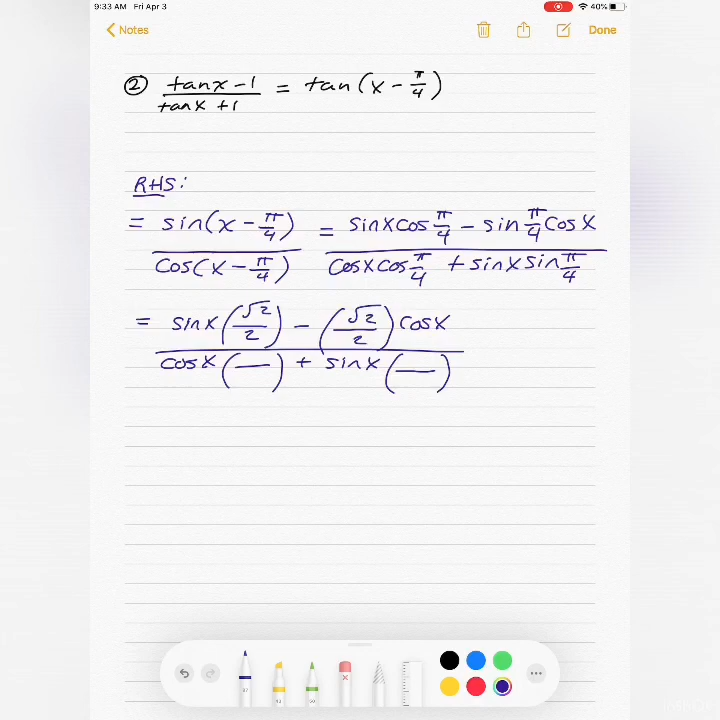 9:33 AM Fri Apr 3 40%
Notes Done
② (tanx - 1)/(tanx + 1) = tan(x - π/4)
RHS:
= sin(x - π/4)/cos(x - π/4) = (sinx cos π/4 - sin π/4 cosx)/(cosx cos π/4 + sinx sin π/4)
= (sinx(√2/2) - (√2/2)cosx)/(cosx(—) + sinx(—))